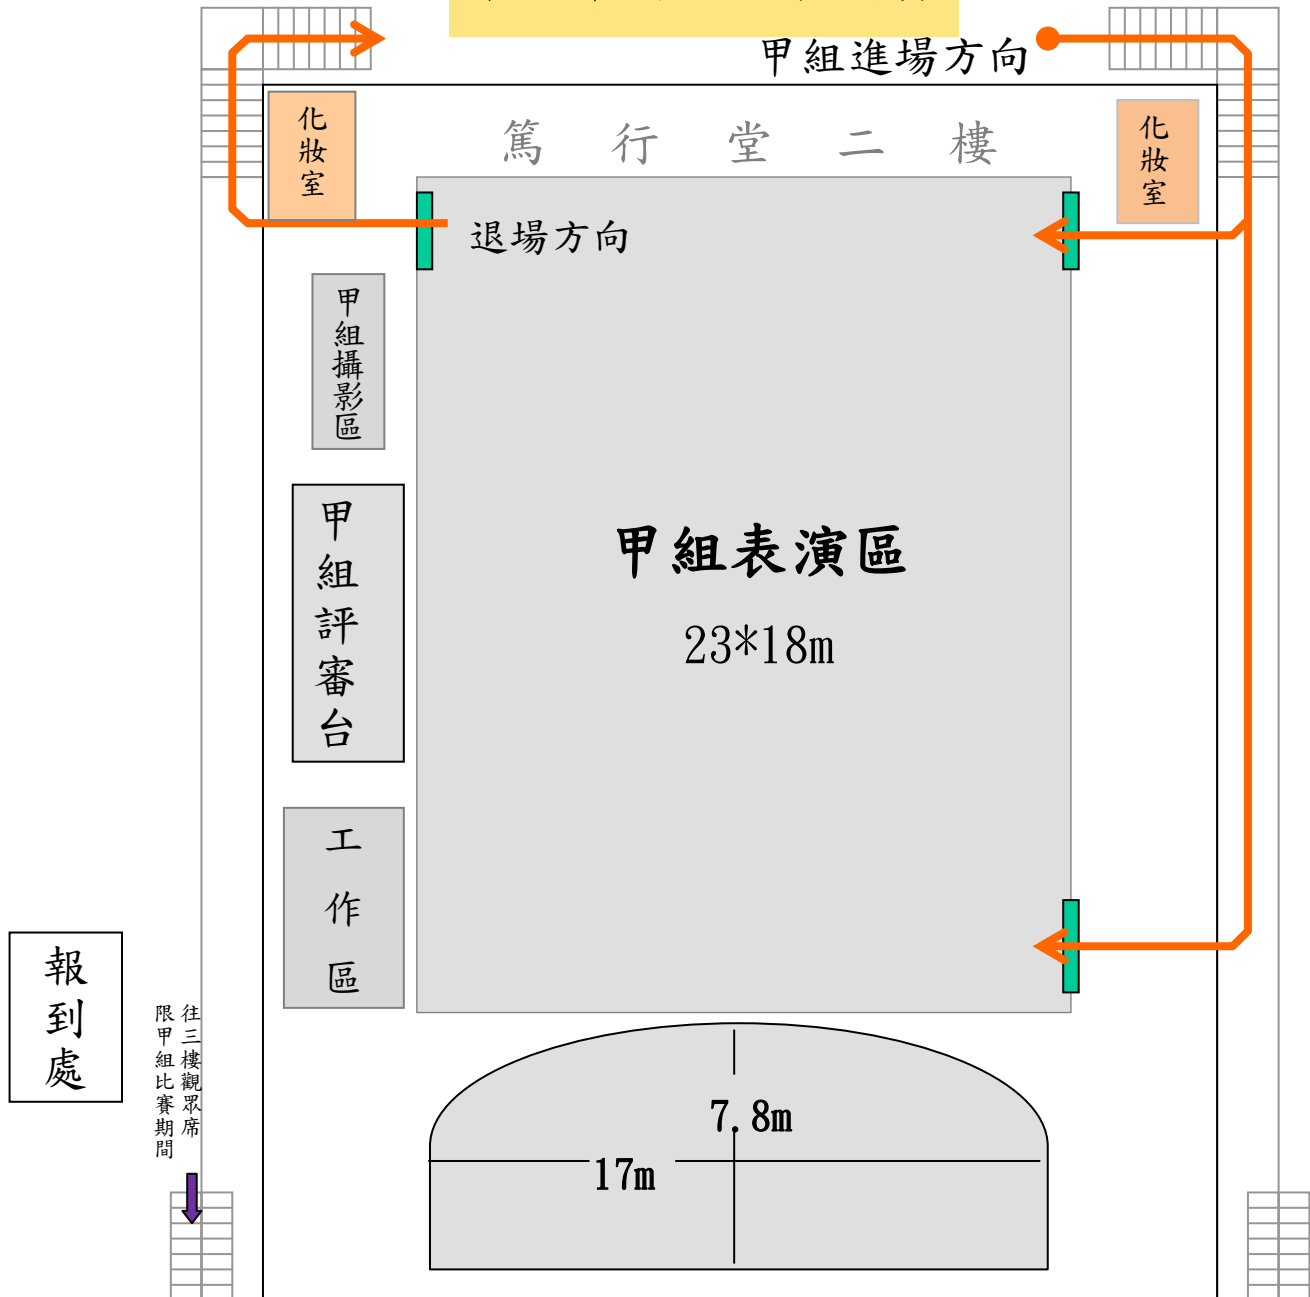 甲組進場方向
篤行堂二樓
化妝室
化妝室
退場方向
甲組攝影區
甲組評審台
甲組表演區
23*18m
工作區
報到處
往三樓觀眾席
限甲組比賽期間
7.8m
17m